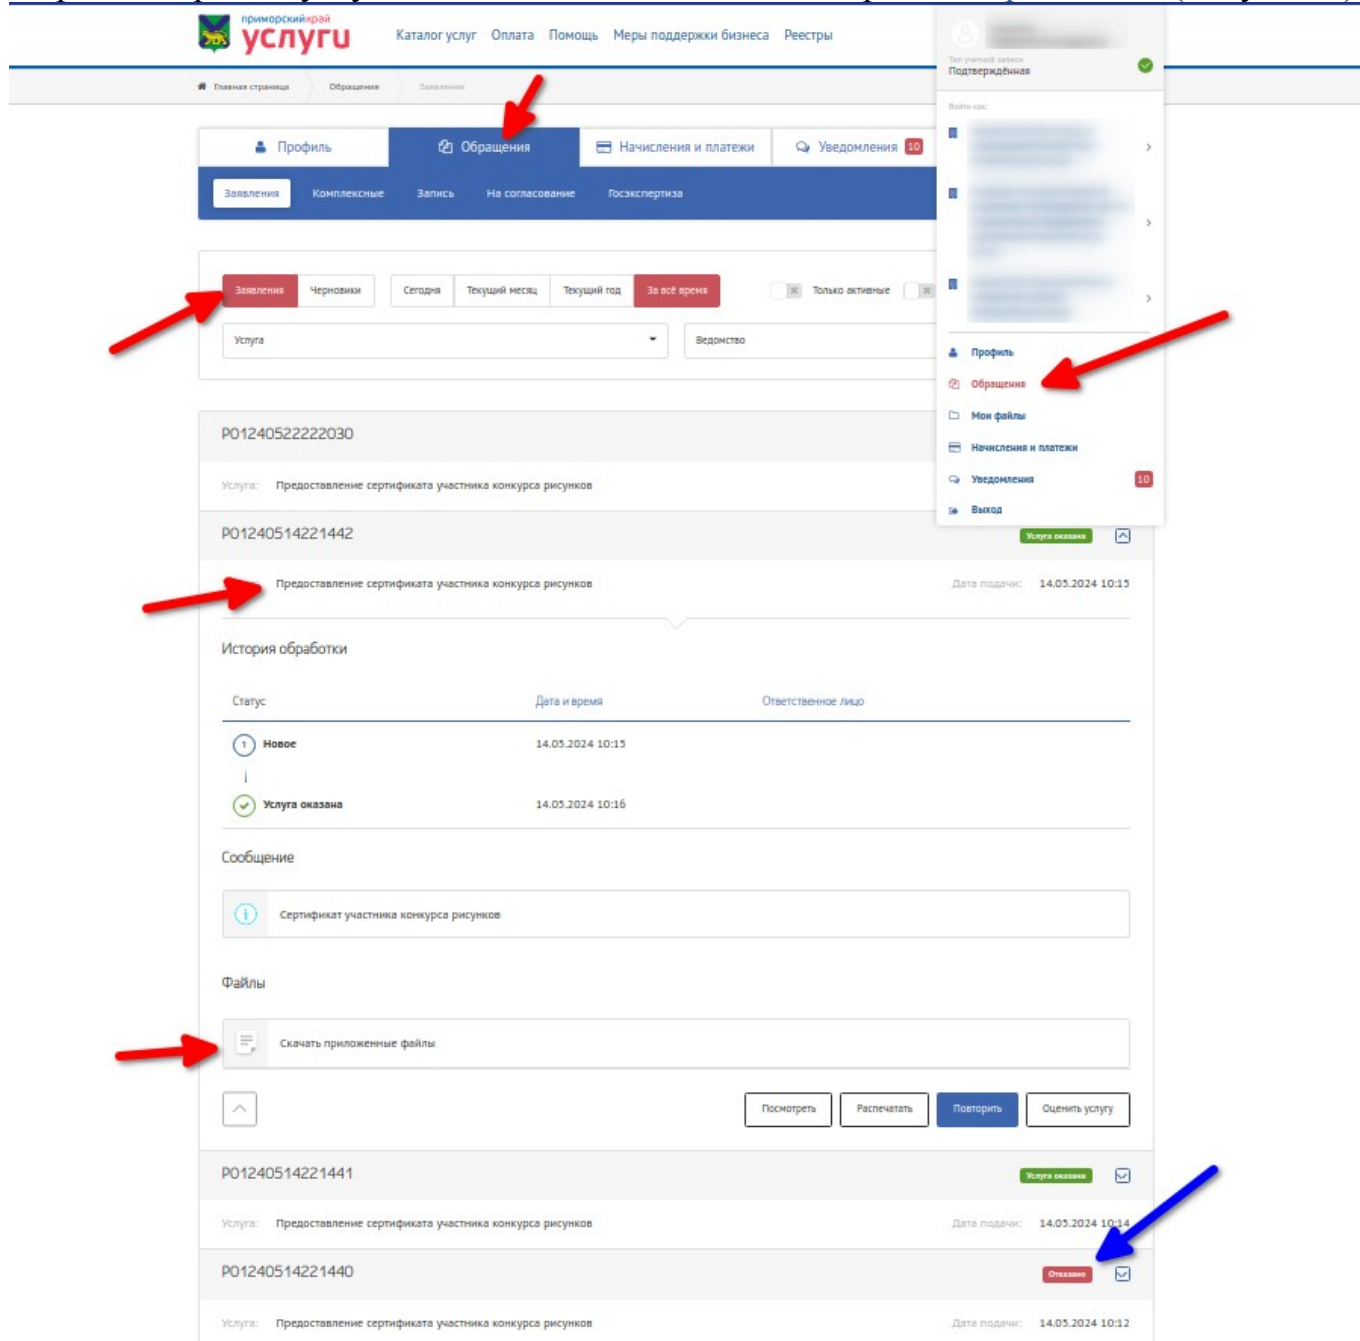 приморскийкрай
услуги
Каталог услуг Оплата Помощь Меры поддержки бизнеса Реестры
Тип учетной записи
Подтверждённая
Главная страница Обращения Заявления
Войти как:
Профиль Обращения Начисления и платежи Уведомления 10
Заявления Комплексные Запись На согласование Госэкспертиза
Заявления Черновики Сегодня Текущий месяц Текущий год За всё время Только активные
Услуга Ведомство
Профиль
Обращения
Мои файлы
Начисления и платежи
Уведомления 10
Выход
P01240522222030
Услуга: Предоставление сертификата участника конкурса рисунков
P01240514221442 Услуга оказана
Предоставление сертификата участника конкурса рисунков Дата подачи: 14.05.2024 10:15
История обработки
Статус Дата и время Ответственное лицо
1 Новое 14.05.2024 10:15
Услуга оказана 14.05.2024 10:16
Сообщение
Сертификат участника конкурса рисунков
Файлы
Скачать приложенные файлы
Посмотреть Распечатать Повторить Оценить услугу
P01240514221441 Услуга оказана
Услуга: Предоставление сертификата участника конкурса рисунков Дата подачи: 14.05.2024 10:14
P01240514221440 Отказано
Услуга: Предоставление сертификата участника конкурса рисунков Дата подачи: 14.05.2024 10:12